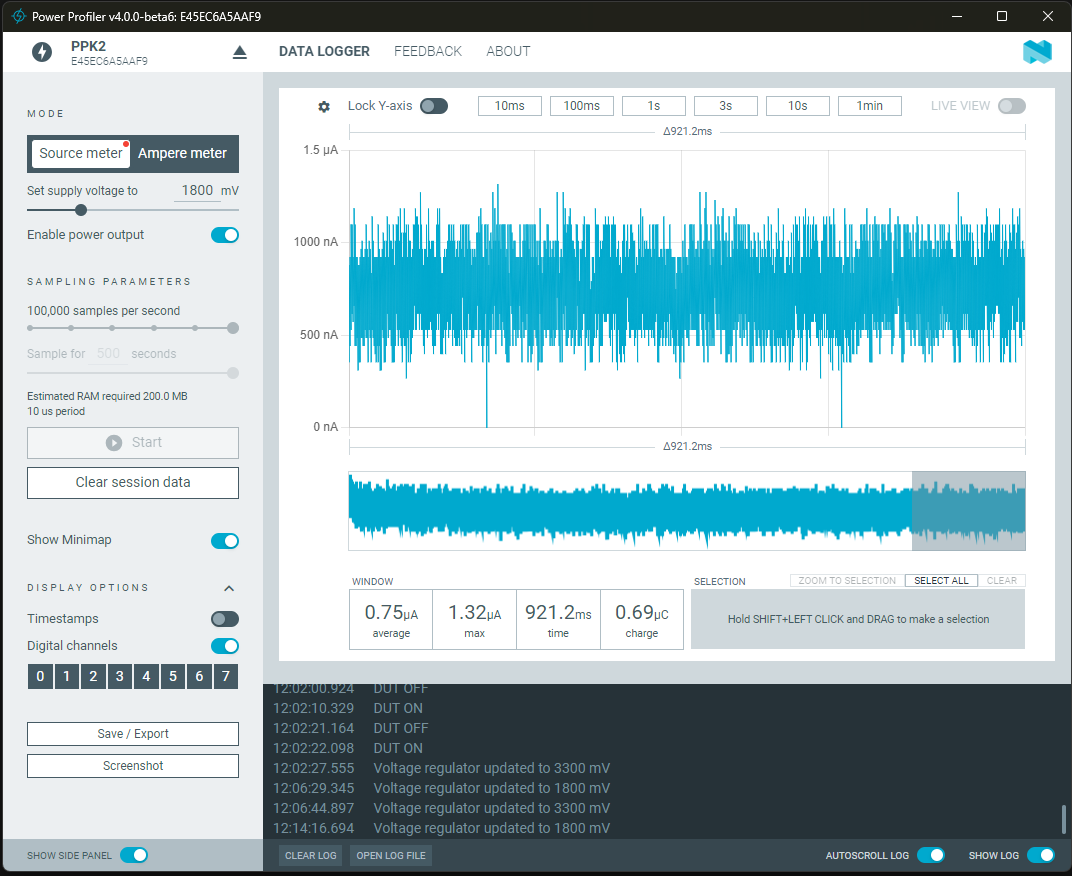 Power Profiler v4.0.0-beta6: E45EC6A5AAF9
PPK2
E45EC6A5AAF9
DATA LOGGER FEEDBACK ABOUT
MODE
Source meter Ampere meter
Set supply voltage to 1800 mV
Enable power output
SAMPLING PARAMETERS
100,000 samples per second
Sample for 500 seconds
Estimated RAM required 200.0 MB
10 us period
Start
Clear session data
Show Minimap
DISPLAY OPTIONS
Timestamps
Digital channels
0 1 2 3 4 5 6 7
Save / Export
Screenshot
SHOW SIDE PANEL
Lock Y-axis 10ms 100ms 1s 3s 10s 1min LIVE VIEW
Δ921.2ms
1.5 µA
1000 nA
500 nA
0 nA
Δ921.2ms
WINDOW
0.75µA 1.32µA 921.2ms 0.69µC
average max time charge
SELECTION ZOOM TO SELECTION SELECT ALL CLEAR
Hold SHIFT+LEFT CLICK and DRAG to make a selection
12:02:00.924 DUT OFF
12:02:10.329 DUT ON
12:02:21.164 DUT OFF
12:02:22.098 DUT ON
12:02:27.555 Voltage regulator updated to 3300 mV
12:06:29.345 Voltage regulator updated to 1800 mV
12:06:44.897 Voltage regulator updated to 3300 mV
12:14:16.694 Voltage regulator updated to 1800 mV
CLEAR LOG OPEN LOG FILE AUTOSCROLL LOG SHOW LOG